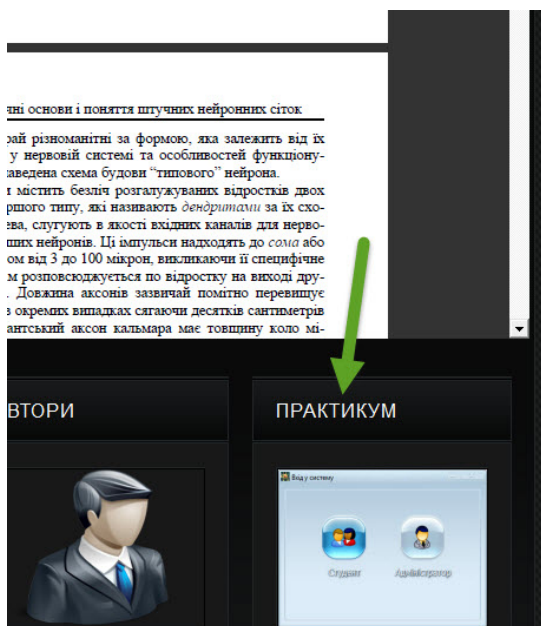 чні основи і поняття штучних нейронних сіток
рай різноманітні за формою, яка залежить від їх
у нервовій системі та особливостей функціону-
наведена схема будови “типового” нейрона.
и містить безліч розгалужуваних відростків двох
ршого типу, які називають дендритами за їх схо-
ева, слугують в якості вхідних каналів для нерво-
нших нейронів. Ці імпульси надходять до сома або
ом від 3 до 100 мікрон, викликаючи її специфічне
м розповсюджується по відростку на виході дру-
. Довжина аксонів зазвичай помітно перевищує
в окремих випадках сягаючи десятків сантиметрів
антський аксон кальмара має товщину коло мі-
ВТОРИ
ПРАКТИКУМ
Вхід у систему
Студент
Адміністратор